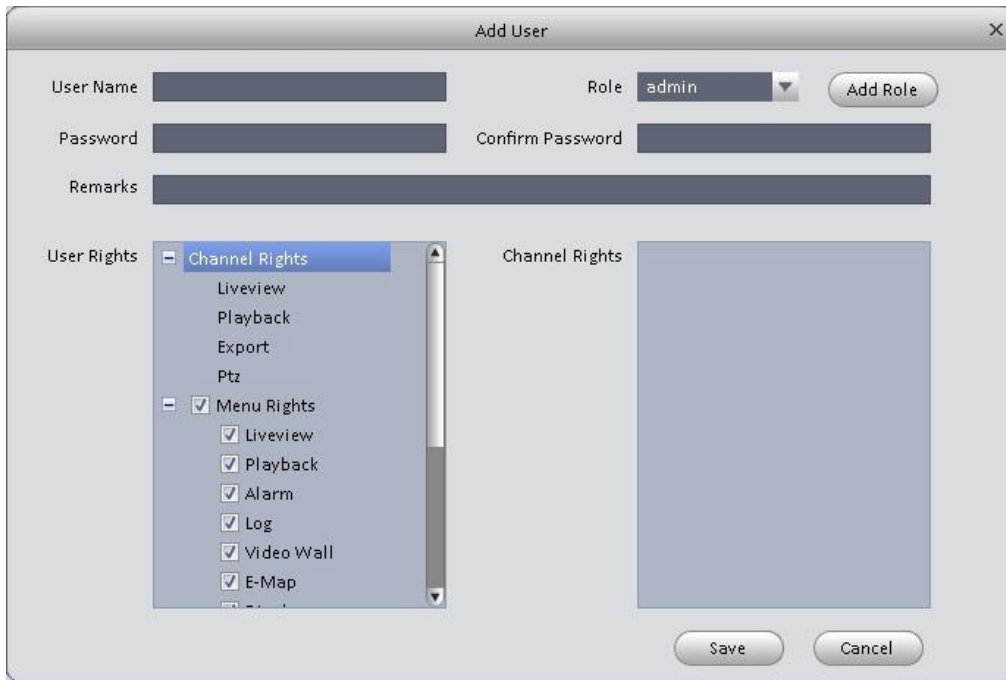 Add User
User Name
Role admin Add Role
Password
Confirm Password
Remarks
User Rights
Channel Rights
Liveview
Playback
Export
Ptz
Menu Rights
Liveview
Playback
Alarm
Log
Video Wall
E-Map
Channel Rights
Save Cancel